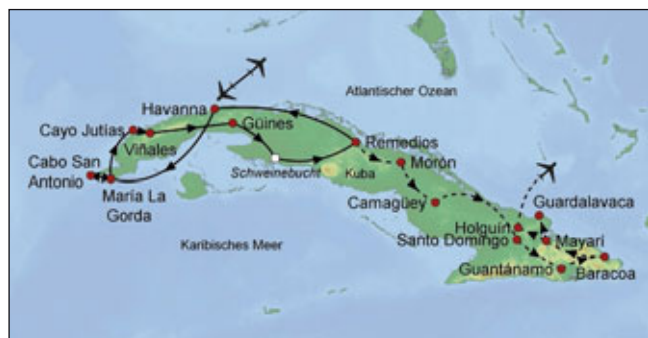 Atlantischer Ozean
Havanna
Cayo Jutías
Güines
Viñales
Remedios
Cabo San
Antonio
Schweinebucht
Kuba
Morón
María La
Gorda
Camagüey
Guardalavaca
Karibisches Meer
Holguín
Santo Domingo
Mayarí
Guantánamo
Baracoa